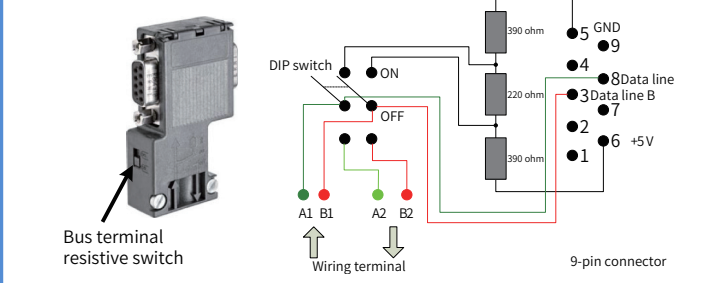 Bus terminal
resistive switch
DIP switch
ON
OFF
A1 B1 A2 B2
Wiring terminal
390 ohm
220 ohm
390 ohm
5 GND
9
4
8 Data line
3 Data line B
7
2
6 +5V
1
9-pin connector